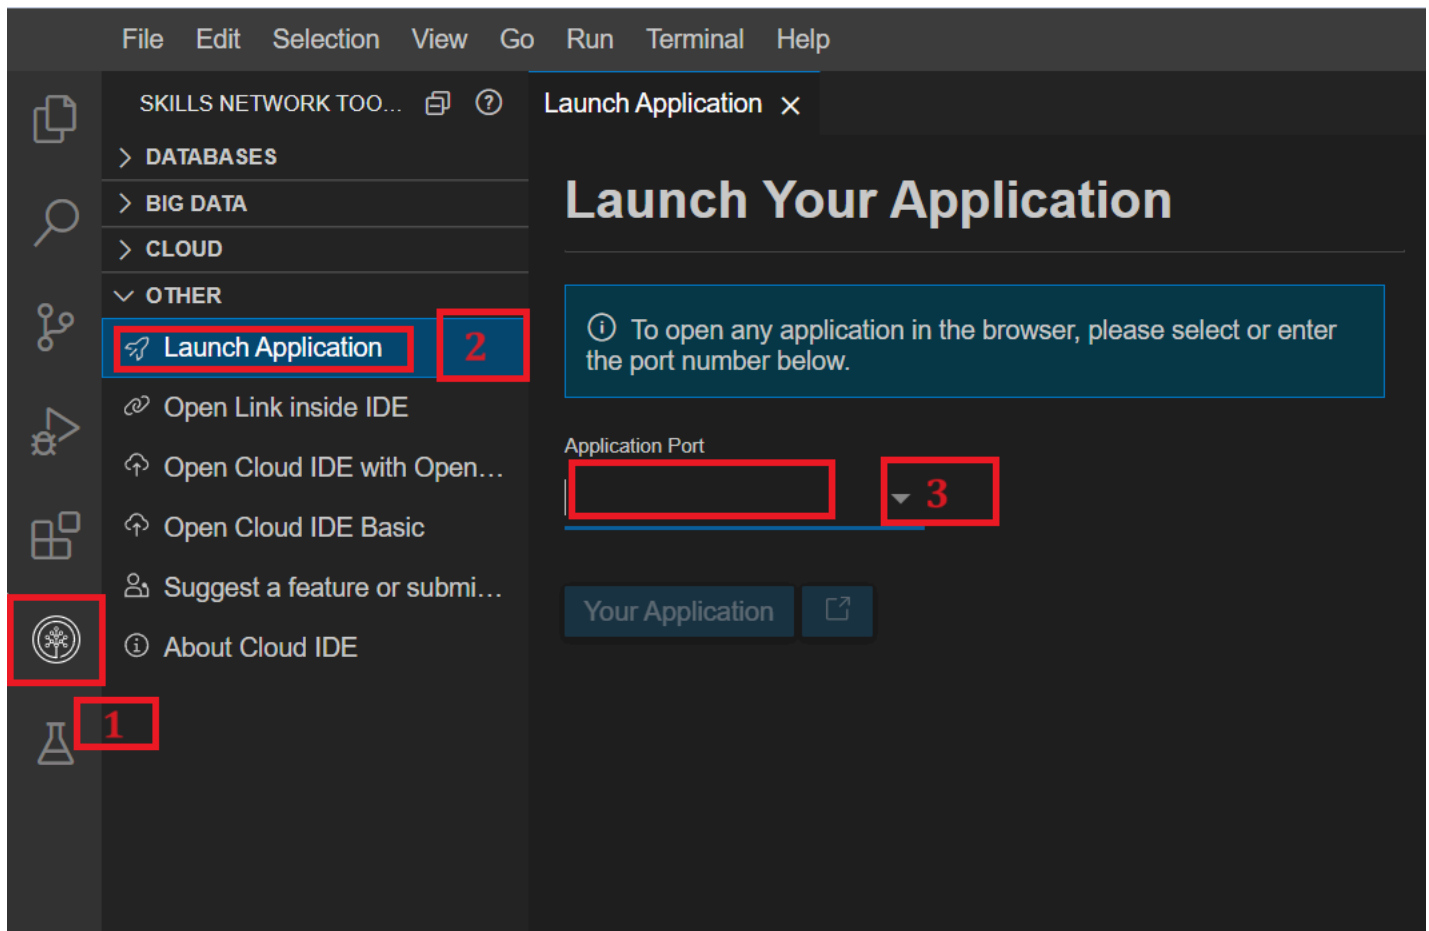 File Edit Selection View Go Run Terminal Help
SKILLS NETWORK TOO...
DATABASES
BIG DATA
CLOUD
OTHER
Launch Application 2
Open Link inside IDE
Open Cloud IDE with Open...
Open Cloud IDE Basic
Suggest a feature or submi...
About Cloud IDE
1
Launch Application
Launch Your Application
To open any application in the browser, please select or enter
the port number below.
Application Port
3
Your Application